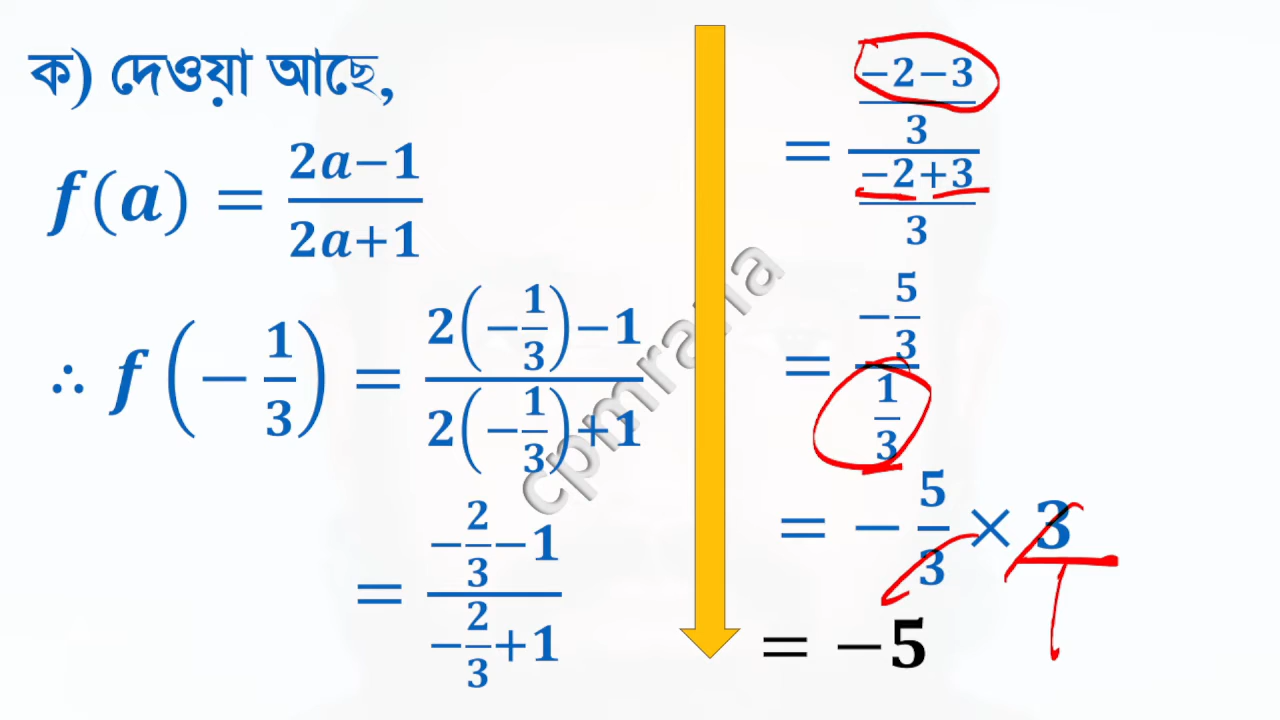 ক) দেওয়া আছে,
f(a) = (2a−1)/(2a+1)
∴ f(−1/3) = (2(−1/3)−1)/(2(−1/3)+1)
= (−2/3−1)/(−2/3+1)
= ((−2−3)/3)/((−2+3)/3)
= (−5/3)/(1/3)
= −5/3 × 3/1
= −5
cpmrana